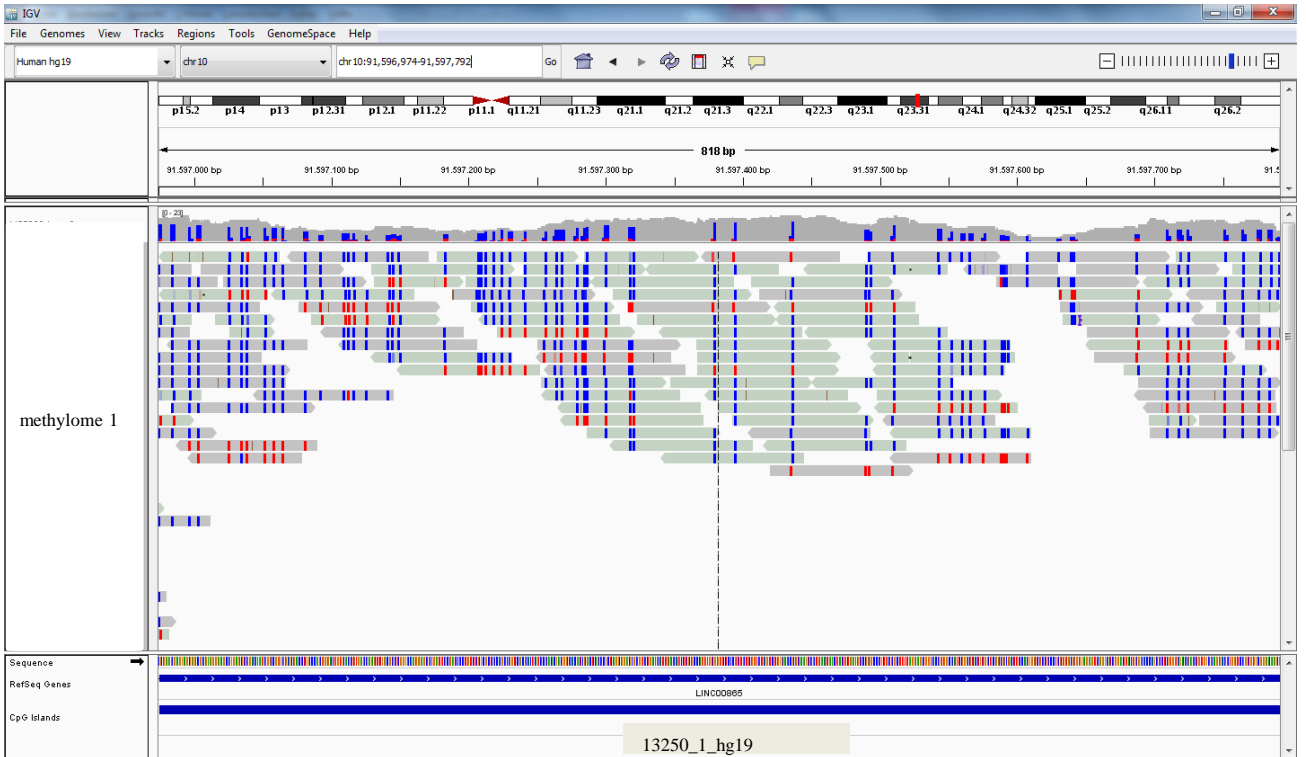 IGV
File Genomes View Tracks Regions Tools GenomeSpace Help
Human hg19 chr10 chr10:91,596,974-91,597,792 Go
p15.2 p14 p13 p12.31 p12.1 p11.22 p11.1 q11.21 q11.23 q21.1 q21.2 q21.3 q22.1 q22.3 q23.1 q23.31 q24.1 q24.32 q25.1 q25.2 q26.11 q26.2
818 bp
91.597.000 bp 91.597.100 bp 91.597.200 bp 91.597.300 bp 91.597.400 bp 91.597.500 bp 91.597.600 bp 91.597.700 bp 91.5
[0 - 23]
methylome 1
Sequence
RefSeq Genes
LINC00865
CpG Islands
13250_1_hg19